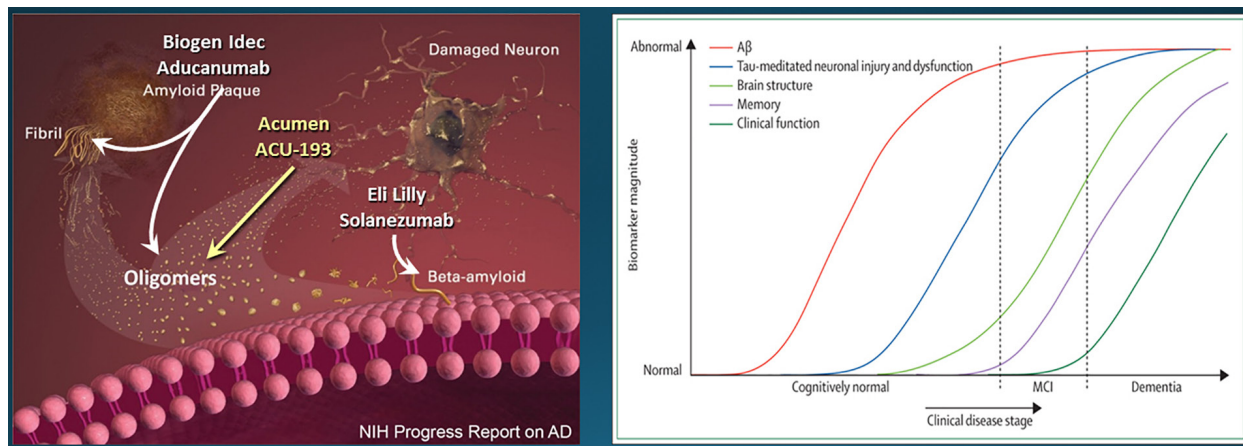 Biogen Idec
Aducanumab
Amyloid Plaque
Fibril
Acumen
ACU-193
Damaged Neuron
Eli Lilly
Solanezumab
Oligomers
Beta-amyloid
NIH Progress Report on AD
Abnormal
Aβ
Tau-meditated neuronal injury and dysfunction
Brain structure
Memory
Clinical function
Biomarker magnitude
Normal
Cognitively normal
MCI
Dementia
Clinical disease stage